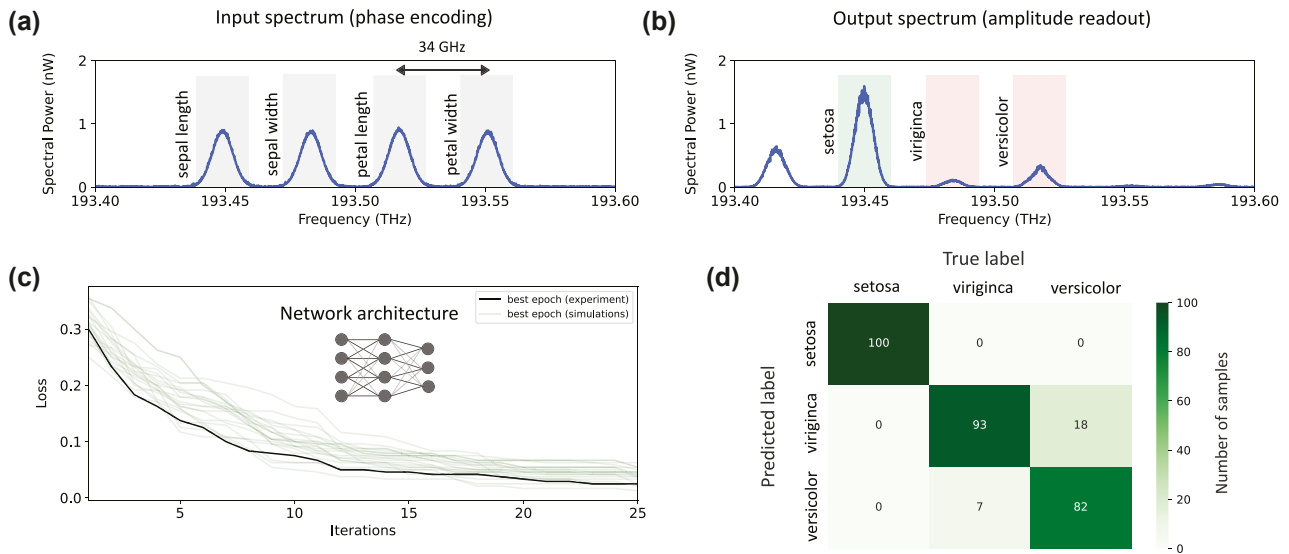 (a)
Input spectrum (phase encoding)
34 GHz
Spectral Power (nW)
2
1
0
sepal length
sepal width
petal length
petal width
193.40
193.45
193.50
193.55
193.60
Frequency (THz)
(b)
Output spectrum (amplitude readout)
Spectral Power (nW)
2
1
0
setosa
viriginca
versicolor
193.40
193.45
193.50
193.55
193.60
Frequency (THz)
(c)
Loss
0.3
0.2
0.1
0.0
Network architecture
best epoch (experiment)
best epoch (simulations)
5
10
15
20
25
Iterations
(d)
True label
setosa
viriginca
versicolor
Predicted label
setosa
100
0
0
viriginca
0
93
18
versicolor
0
7
82
100
80
60
40
20
0
Number of samples